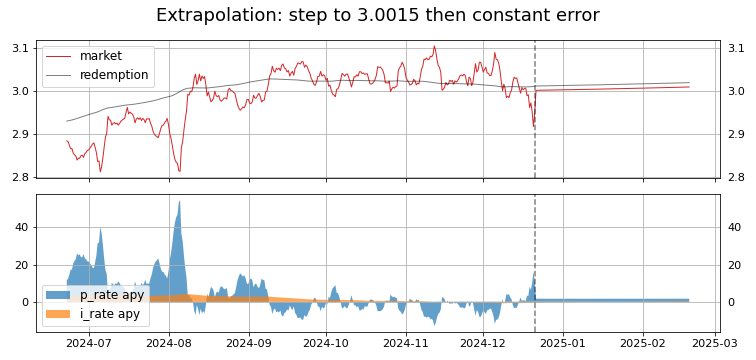 Extrapolation: step to 3.0015 then constant error
3.1
3.0
2.9
2.8
market
redemption
3.1
3.0
2.9
2.8
40
20
0
p_rate apy
i_rate apy
40
20
0
2024-07 2024-08 2024-09 2024-10 2024-11 2024-12 2025-01 2025-02 2025-03